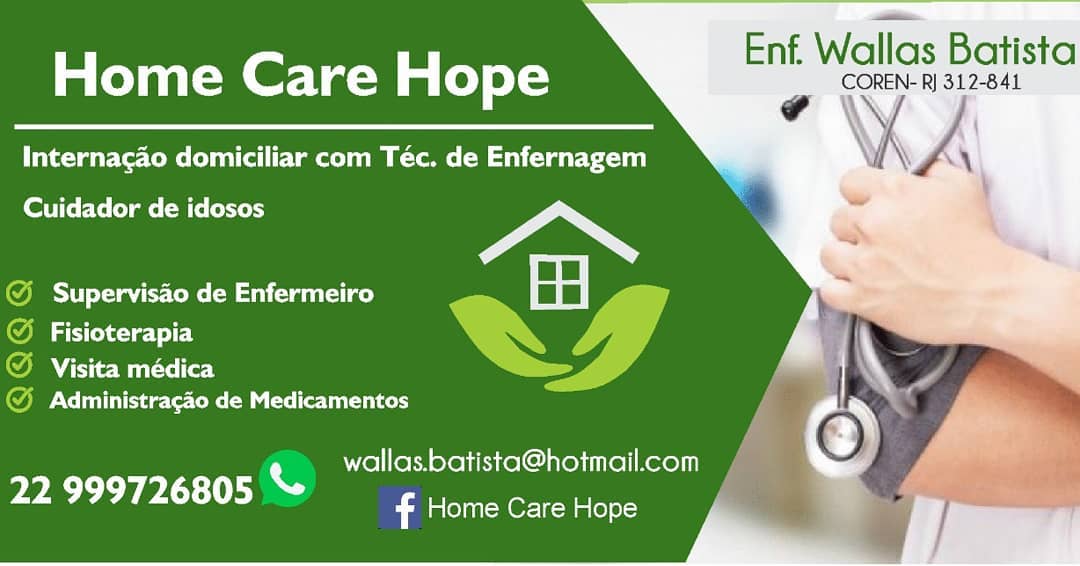 Home Care Hope
Internação domiciliar com Téc. de Enfernagem
Cuidador de idosos
Supervisão de Enfermeiro
Fisioterapia
Visita médica
Administração de Medicamentos
22 999726805
wallas.batista@hotmail.com
f Home Care Hope
Enf. Wallas Batista
COREN- RJ 312-841